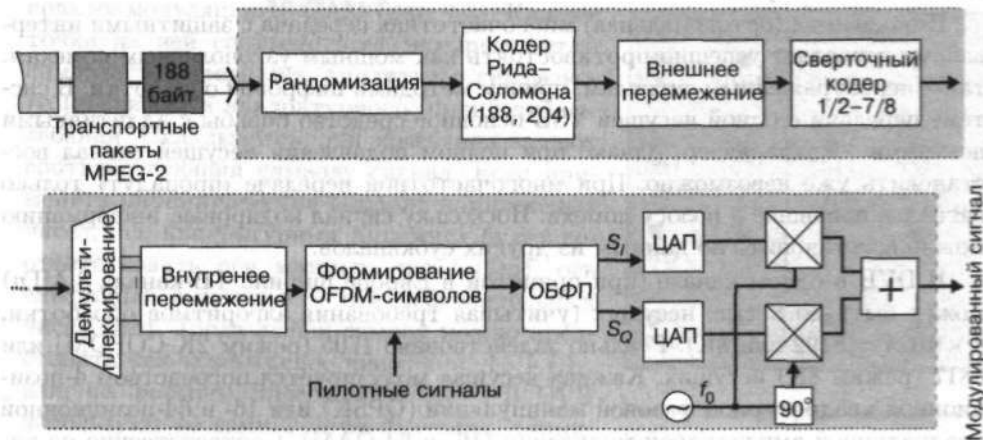 188
байт
Транспортные
пакеты
MPEG-2
Рандомизация
Кодер
Рида–
Соломона
(188, 204)
Внешнее
перемежение
Сверточный
кодер
1/2–7/8
Демульти-
плексирование
Внутренее
перемежение
Формирование
OFDM-символов
Пилотные сигналы
ОБФП
S_I
S_Q
ЦАП
ЦАП
f_0
90°
+
Модулированный сигнал